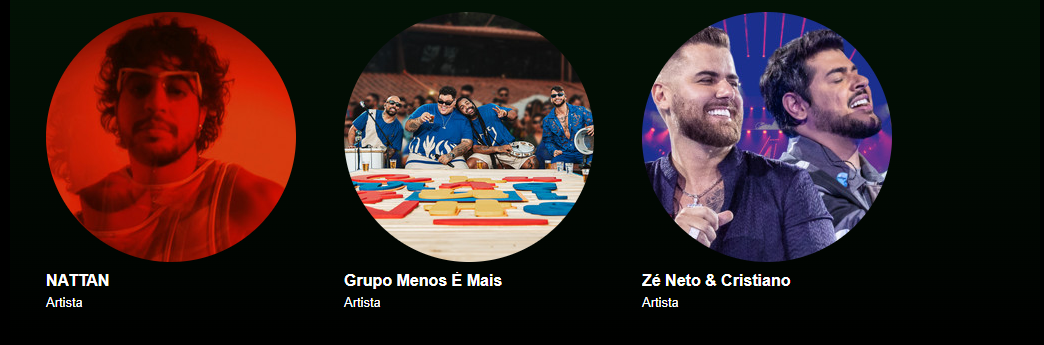 NATTAN
Artista
Grupo Menos É Mais
Artista
Zé Neto & Cristiano
Artista